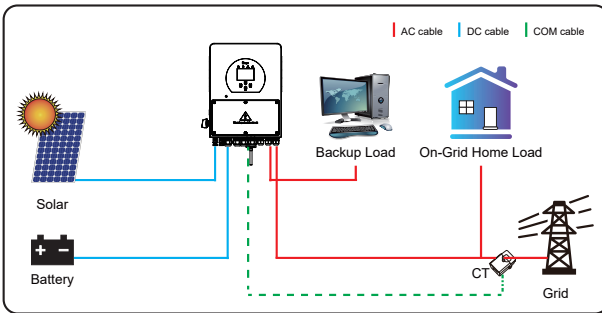 AC cable
DC cable
COM cable
Backup Load
On-Grid Home Load
Solar
Battery
CT
Grid